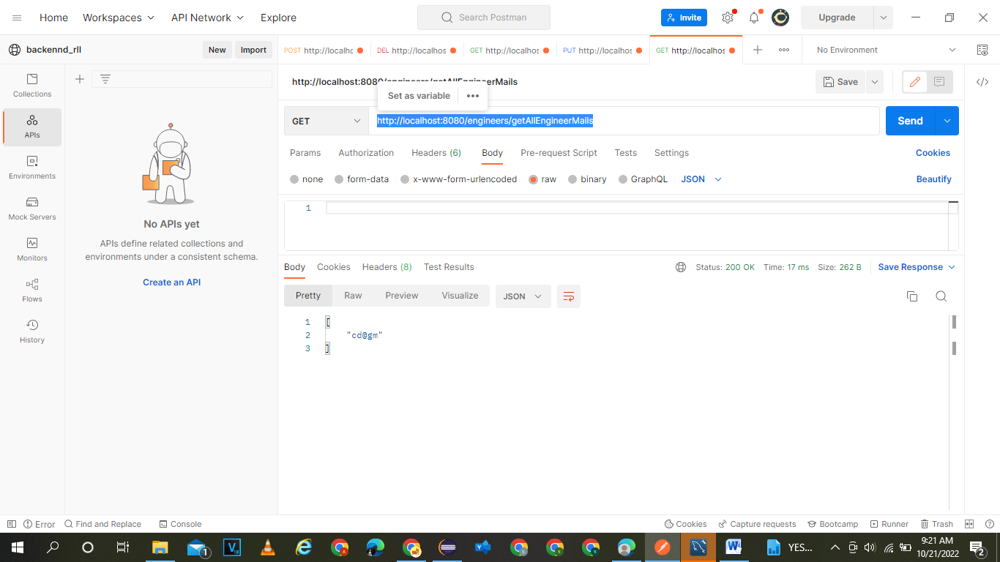 Home Workspaces API Network Explore Search Postman Invite Upgrade
backennd_rll New Import POST http://localhc DEL http://localhos GET http://localhos PUT http://localhos GET http://localhos No Environment
Collections
APIs
Environments
Mock Servers
Monitors
Flows
History
No APIs yet
APIs define related collections and
environments under a consistent schema.
Create an API
http://localhost:8080/engineers/getAllEngineerMails Save
Set as variable
GET http://localhost:8080/engineers/getAllEngineerMails Send
Params Authorization Headers (6) Body Pre-request Script Tests Settings Cookies
none form-data x-www-form-urlencoded raw binary GraphQL JSON Beautify
1
Body Cookies Headers (8) Test Results Status: 200 OK Time: 17 ms Size: 262 B Save Response
Pretty Raw Preview Visualize JSON
1 [
2 "cd@gm"
3 ]
Error Find and Replace Console Cookies Capture requests Bootcamp Runner Trash
1 YES... 9:21 AM
10/21/2022 2